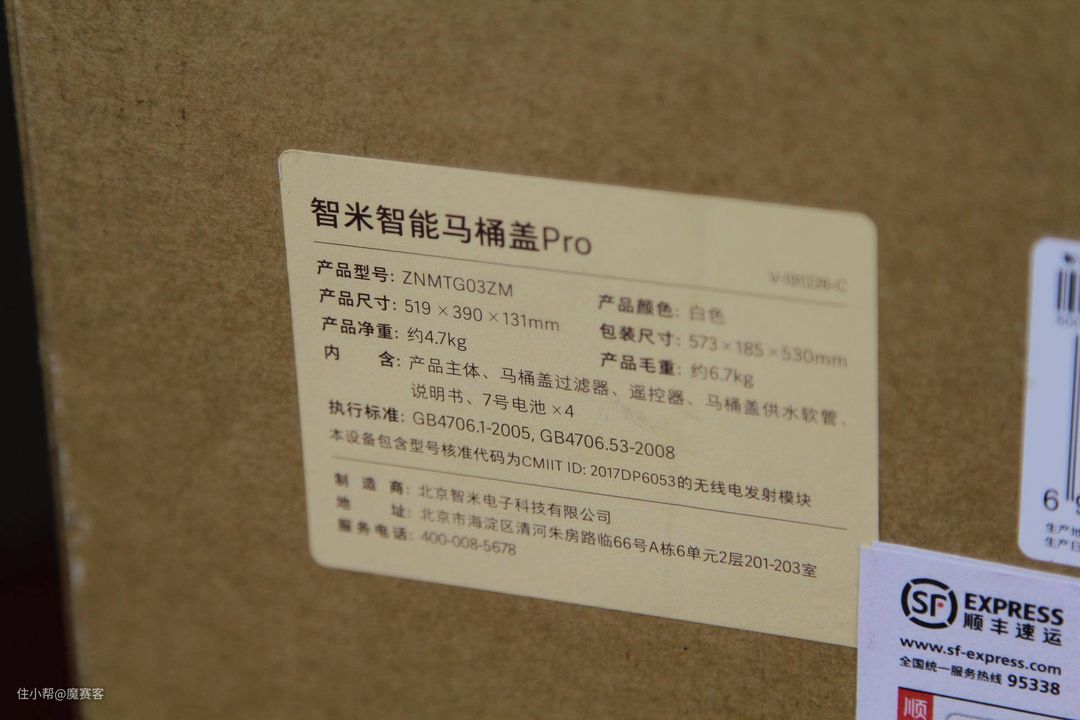 智米智能马桶盖Pro
V-191226-C
产品型号: ZNMTG03ZM
产品颜色: 白色
产品尺寸: 519 × 390 × 131mm
包装尺寸: 573 × 185 × 530mm
产品净重: 约4.7kg
产品毛重: 约6.7kg
内 含: 产品主体、马桶盖过滤器、遥控器、马桶盖供水软管、
说明书、7号电池 ×4
执行标准: GB4706.1-2005, GB4706.53-2008
本设备包含型号核准代码为CMIIT ID: 2017DP6053的无线电发射模块
制 造 商: 北京智米电子科技有限公司
地 址: 北京市海淀区清河朱房路临66号A栋6单元2层201-203室
服务电话: 400-008-5678
6
生产地
生产日
SF EXPRESS
顺丰速运
www.sf-express.com
全国统一服务热线 95338
顺
住小帮@魔赛客